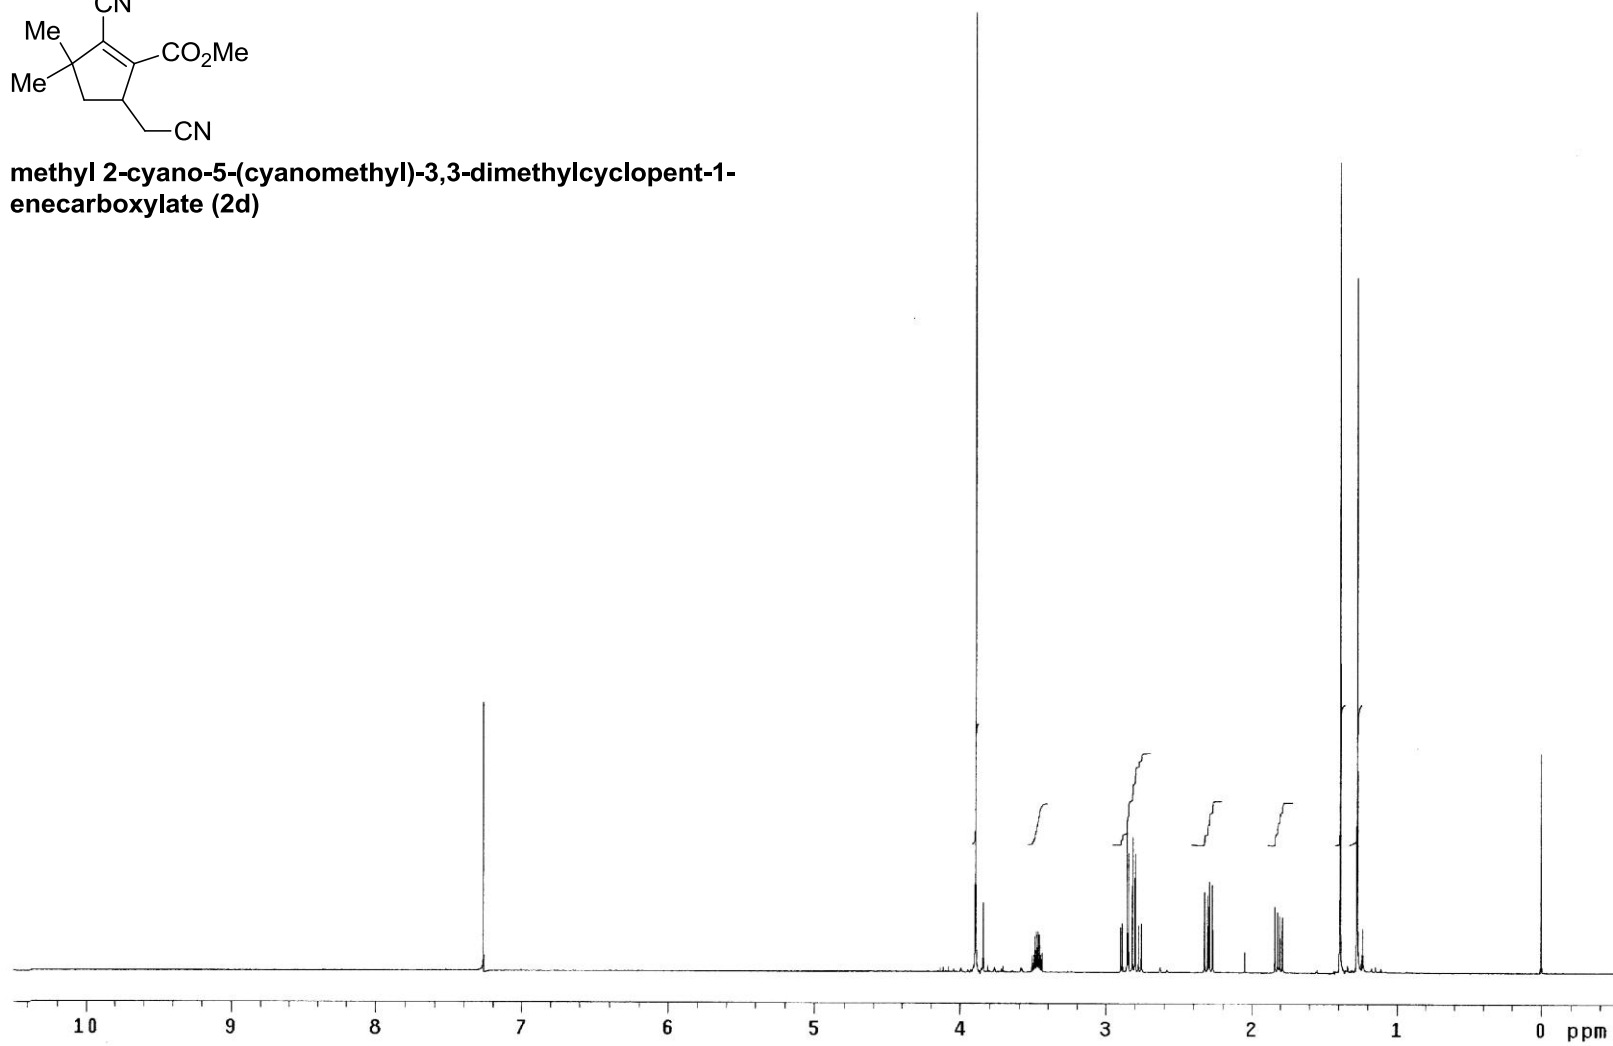 CN
Me
CO2Me
Me
CN
methyl 2-cyano-5-(cyanomethyl)-3,3-dimethylcyclopent-1-
enecarboxylate (2d)
10 9 8 7 6 5 4 3 2 1 0 ppm